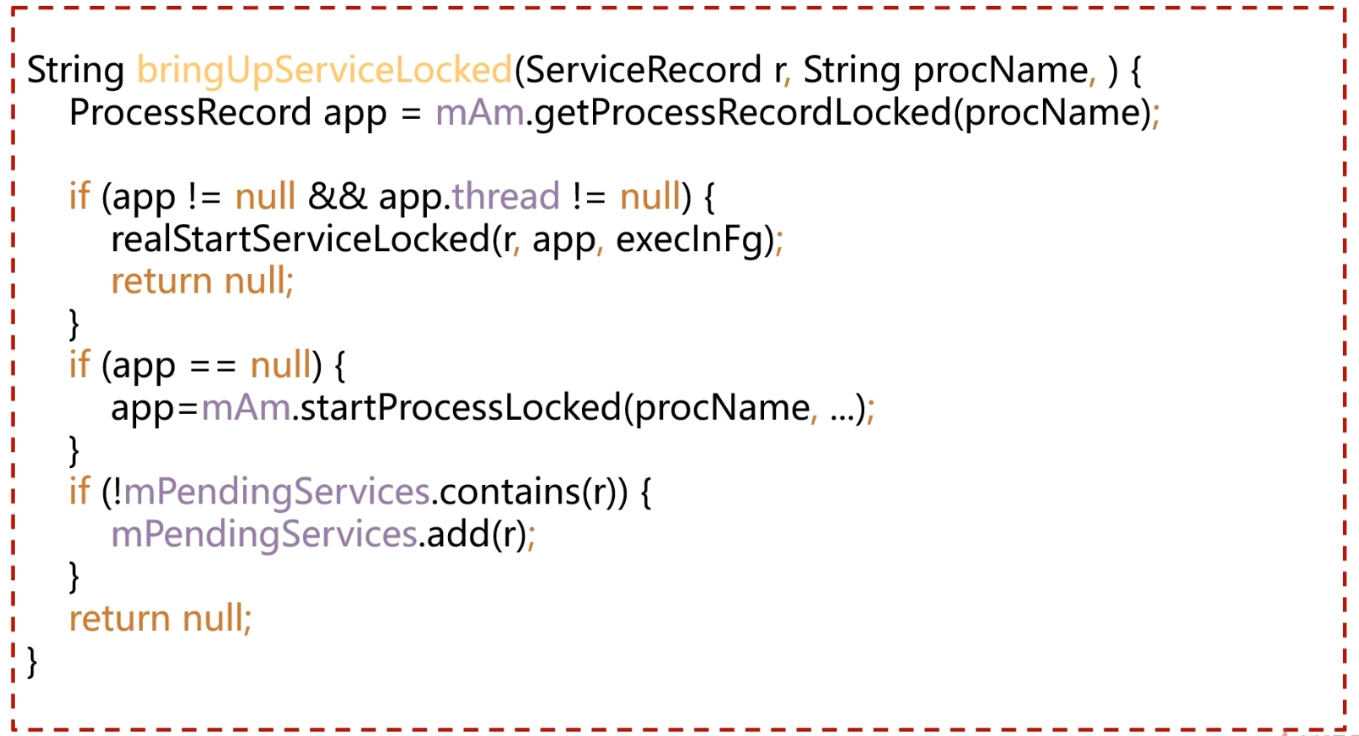 String bringUpServiceLocked(ServiceRecord r, String procName, ) {
ProcessRecord app = mAm.getProcessRecordLocked(procName);
if (app != null && app.thread != null) {
realStartServiceLocked(r, app, execInFg);
return null;
}
if (app == null) {
app=mAm.startProcessLocked(procName, ...);
}
if (!mPendingServices.contains(r)) {
mPendingServices.add(r);
}
return null;
}